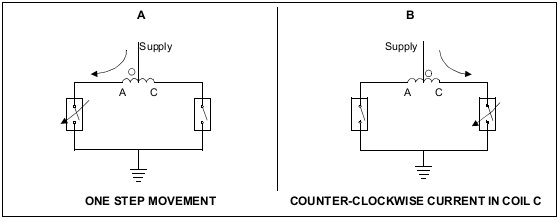 A
B
Supply
Supply
A
C
A
C
ONE STEP MOVEMENT
COUNTER-CLOCKWISE CURRENT IN COIL C